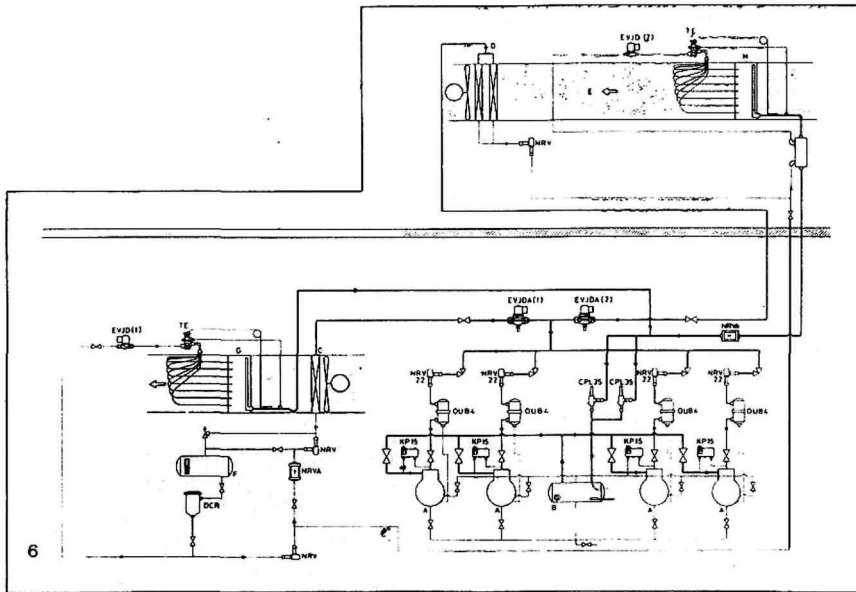 D
EVJD(2)
TE
H
E
NRV
EVJD(1)
TE
G
C
EVJDA(1)
EVJDA(2)
NRVA
NRV
22
NRV
22
CPL35
CPL35
NRV
22
NRV
22
OUB4
OUB4
OUB4
OUB4
KP15
KP15
KP15
KP15
NRV
F
NRVA
DCR
A
A
B
A
A
NRV
6